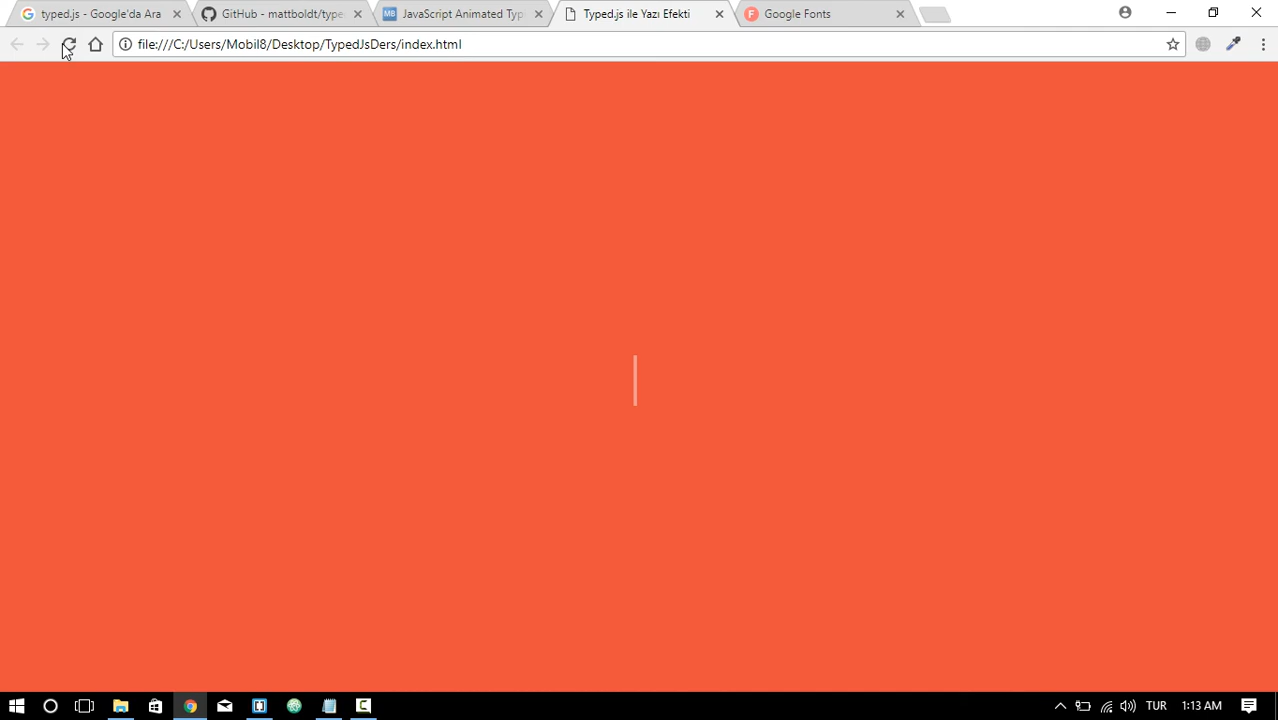 typed.js - Google'da Ara
GitHub - mattboldt/type
JavaScript Animated Typ
Typed.js ile Yazı Efekti
Google Fonts
file:///C:/Users/Mobil8/Desktop/TypedJsDers/index.html
TUR
1:13 AM